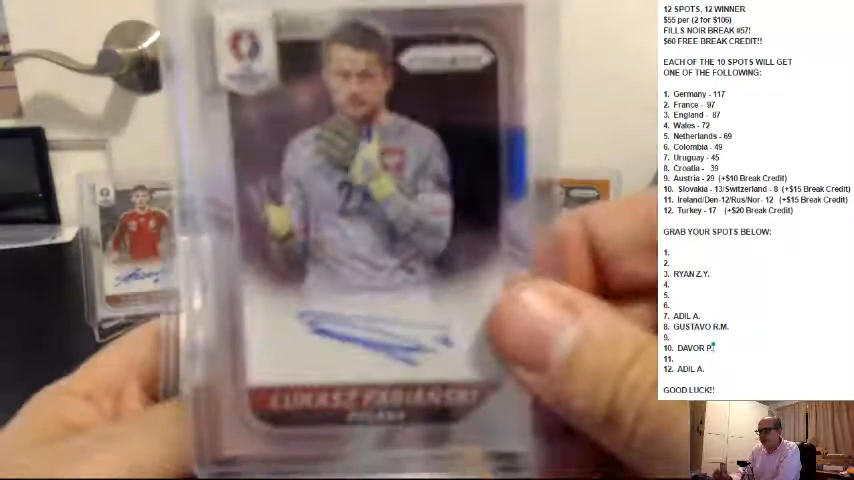 12 SPOTS, 12 WINNER
$55 per (2 for $106)
FILLS NOIR BREAK #57!
$60 FREE BREAK CREDIT!!
EACH OF THE 10 SPOTS WILL GET
ONE OF THE FOLLOWING:
1. Germany - 117
2. France - 97
3. England - 87
4. Wales - 72
5. Netherlands - 69
6. Colombia - 49
7. Uruguay - 45
8. Croatia - 39
9. Austria - 29 (+$10 Break Credit)
10. Slovakia - 13/Switzerland - 8 (+$15 Break Credit)
11. Ireland/Den-12/Rus/Nor- 12 (+$15 Break Credit)
12. Turkey - 17 (+$20 Break Credit)
GRAB YOUR SPOTS BELOW:
1.
2.
3. RYAN Z.Y.
4.
5.
6.
7. ADIL A.
8. GUSTAVO R.M.
9.
10. DAVOR P.
11.
12. ADIL A.
GOOD LUCK!!
PRIZM
LUKASZ FABIAŃSKI
POLAND